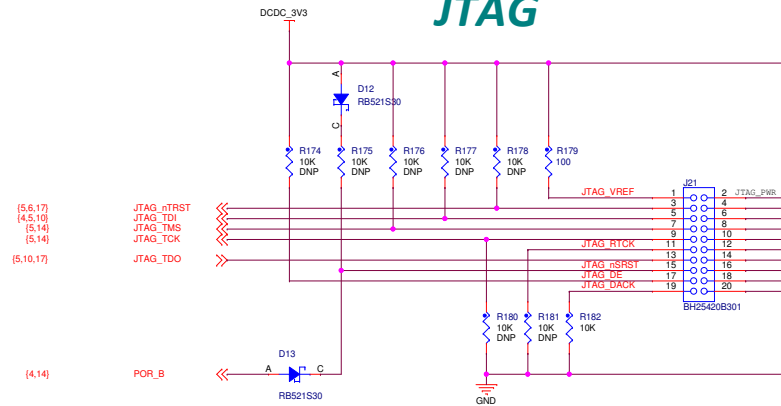 JTAG
DCDC_3V3
A
D12
RB521S30
C
R174
10K
DNP
R175
10K
DNP
R176
10K
DNP
R177
10K
DNP
R178
10K
DNP
R179
100
J21
JTAG_VREF 1 2 JTAG_PWR
{5,6,17} JTAG_nTRST 3 4
{4,5,10} JTAG_TDI 5 6
{5,14} JTAG_TMS 7 8
{5,14} JTAG_TCK 9 10
JTAG_RTCK 11 12
{5,10,17} JTAG_TDO 13 14
JTAG_nSRST 15 16
JTAG_DE 17 18
JTAG_DACK 19 20
BH25420B301
R180
10K
DNP
R181
10K
DNP
R182
10K
D13
{4,14} POR_B A C
RB521S30
GND